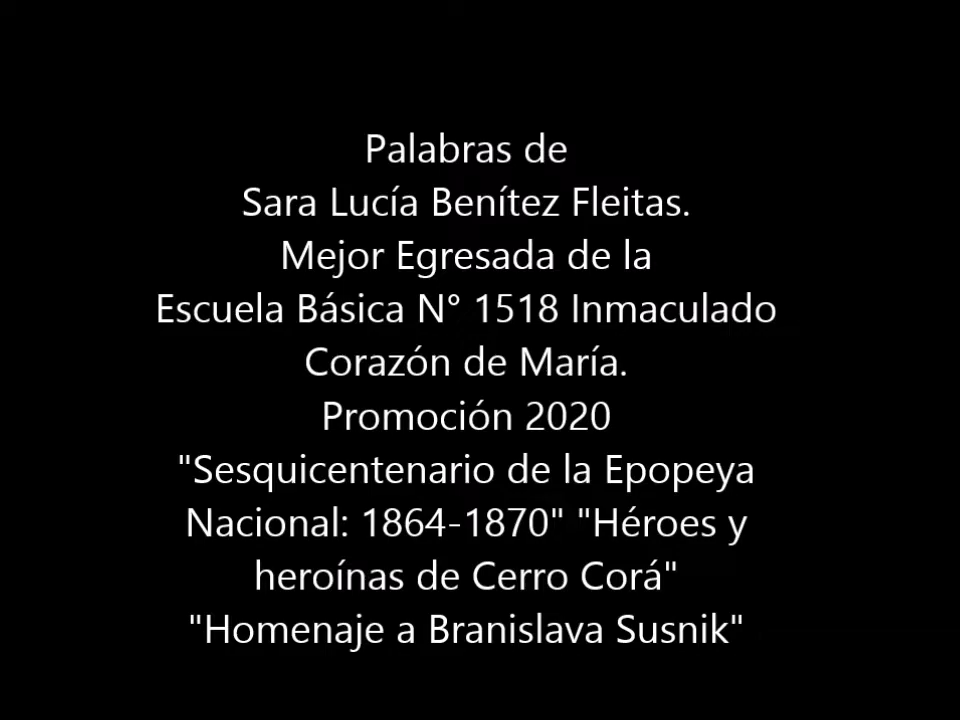 Palabras de
Sara Lucía Benítez Fleitas.
Mejor Egresada de la
Escuela Básica N° 1518 Inmaculado
Corazón de María.
Promoción 2020
"Sesquicentenario de la Epopeya
Nacional: 1864-1870" "Héroes y
heroínas de Cerro Corá"
"Homenaje a Branislava Susnik"